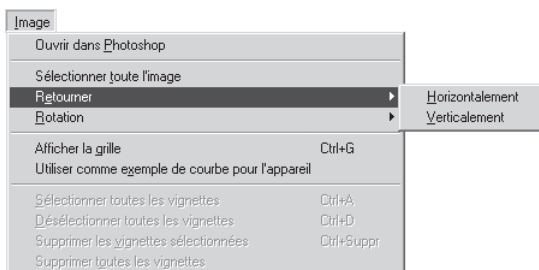 Image
Ouvrir dans Photoshop
Sélectionner toute l'image
Retourner
Horizontalement
Rotation
Verticalement
Afficher la grille Ctrl+G
Utiliser comme exemple de courbe pour l'appareil
Sélectionner toutes les vignettes Ctrl+A
Désélectionner toutes les vignettes Ctrl+D
Supprimer les vignettes sélectionnées Ctrl+Suppr
Supprimer toutes les vignettes